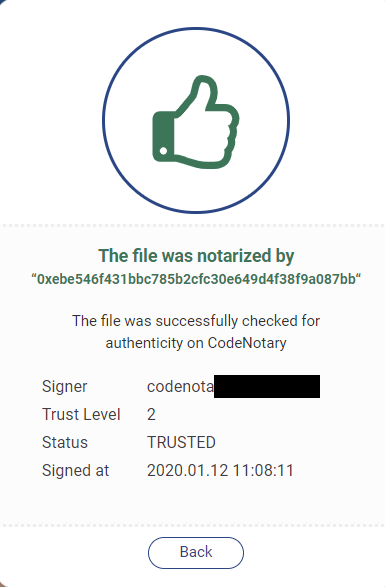 The file was notarized by
“0xebe546f431bbc785b2cfc30e649d4f38f9a087bb“
The file was successfully checked for
authenticity on CodeNotary
Signer codenota
Trust Level 2
Status TRUSTED
Signed at 2020.01.12 11:08:11
Back